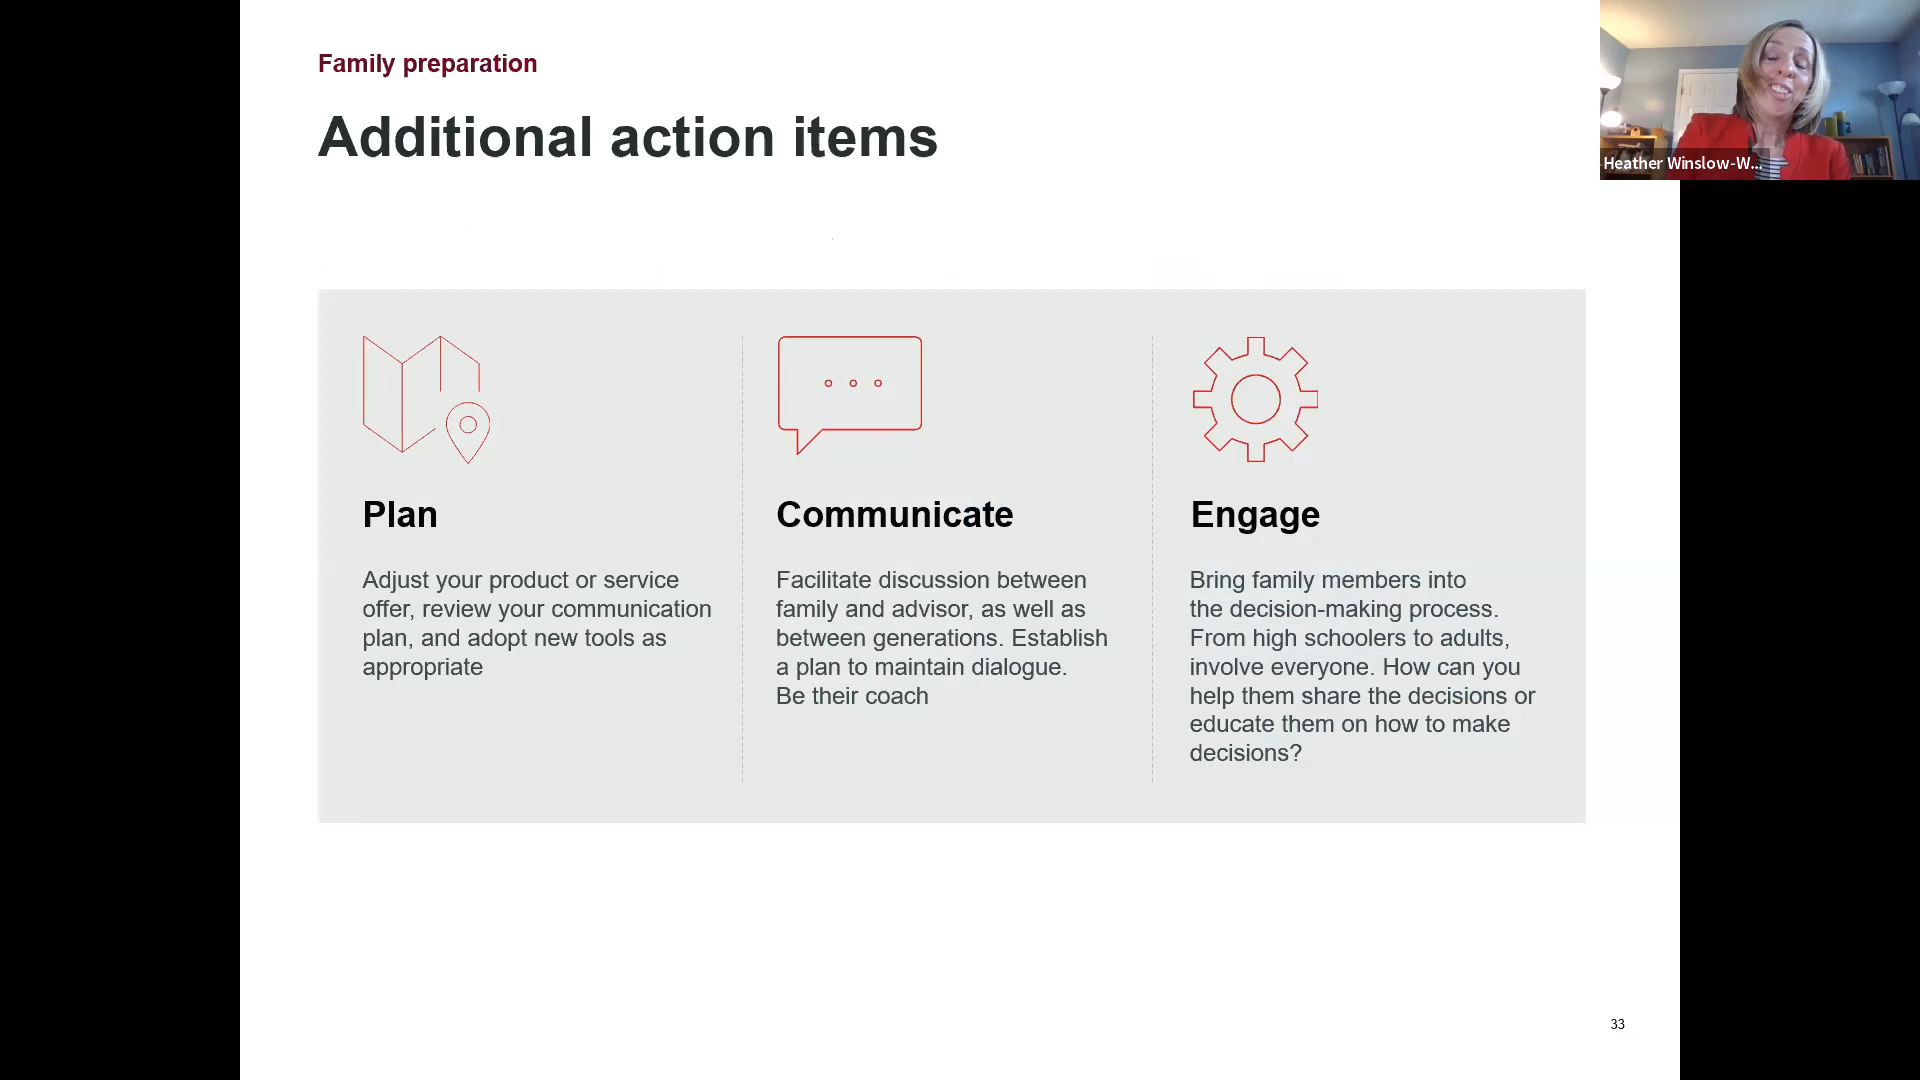 Family preparation
Additional action items
Heather Winslow-W...
Plan
Adjust your product or service
offer, review your communication
plan, and adopt new tools as
appropriate
Communicate
Facilitate discussion between
family and advisor, as well as
between generations. Establish
a plan to maintain dialogue.
Be their coach
Engage
Bring family members into
the decision-making process.
From high schoolers to adults,
involve everyone. How can you
help them share the decisions or
educate them on how to make
decisions?
33